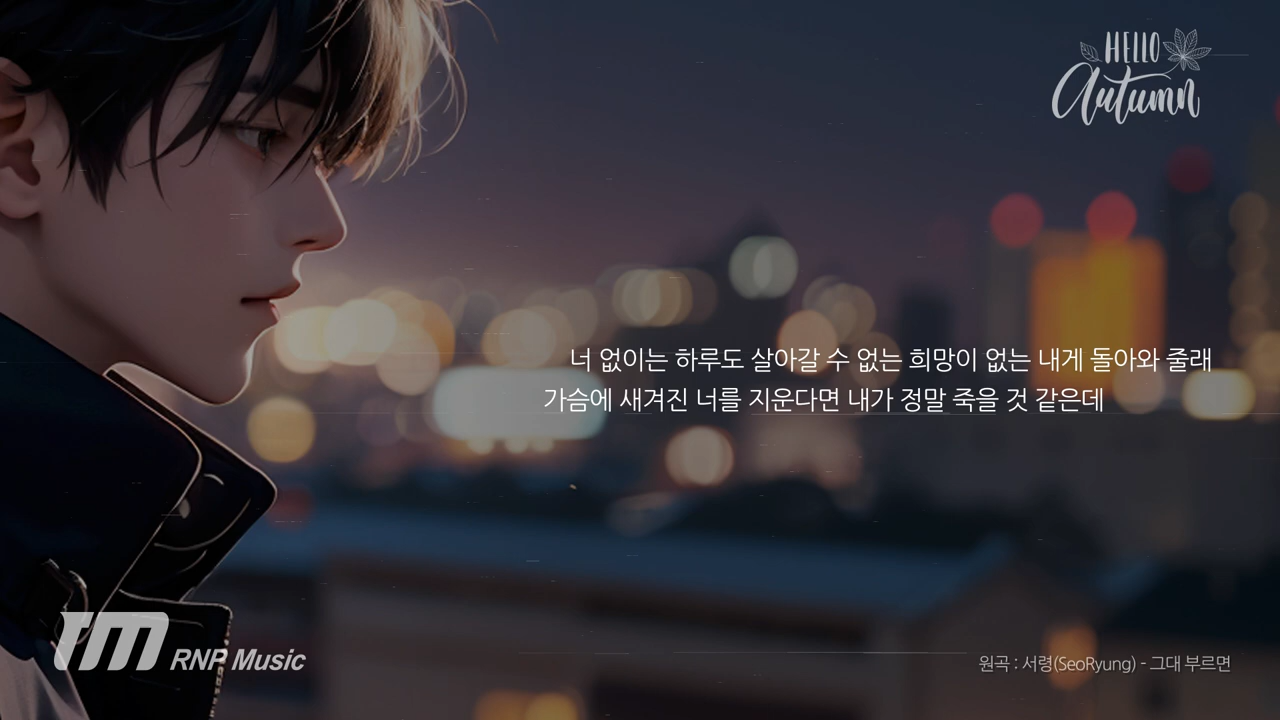 HELLO
Autumn
너 없이는 하루도 살아갈 수 없는 희망이 없는 내게 돌아와 줄래
가슴에 새겨진 너를 지운다면 내가 정말 죽을 것 같은데
RNP Music
원곡 : 서령(SeoRyung) - 그대 부르면